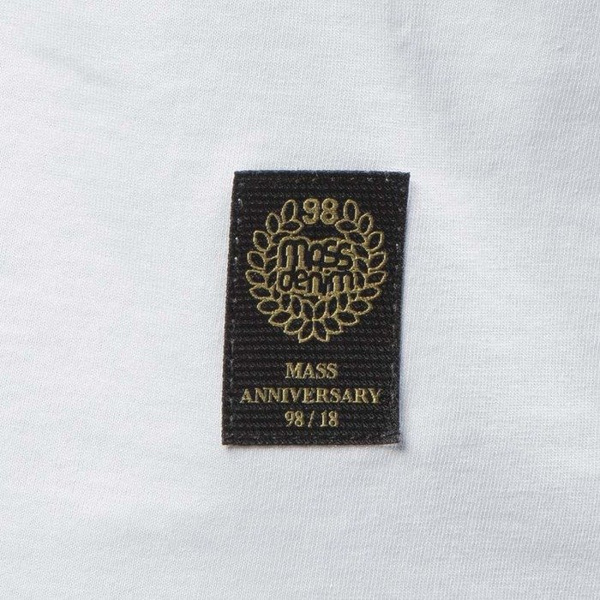 98
mass
denim
MASS
ANNIVERSARY
98 / 18